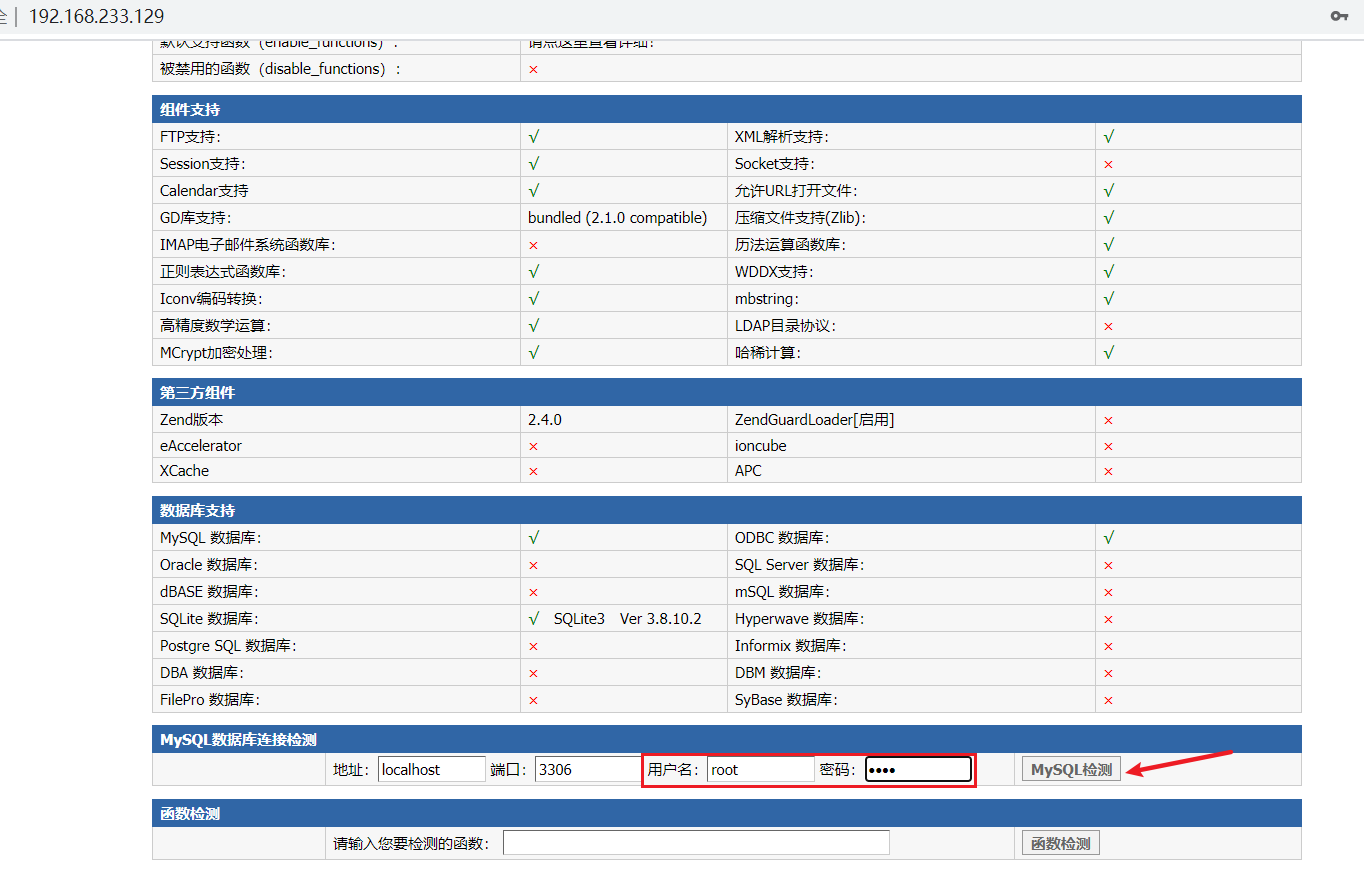 全 192.168.233.129
默认支持函数（enable_functions）： 请点这里查看详细！
被禁用的函数（disable_functions）： ×
组件支持
FTP支持： √ XML解析支持： √
Session支持： √ Socket支持： ×
Calendar支持 √ 允许URL打开文件： √
GD库支持： bundled (2.1.0 compatible) 压缩文件支持(Zlib)： √
IMAP电子邮件系统函数库： × 历法运算函数库： √
正则表达式函数库： √ WDDX支持： √
Iconv编码转换： √ mbstring： √
高精度数学运算： √ LDAP目录协议： ×
MCrypt加密处理： √ 哈稀计算： √
第三方组件
Zend版本 2.4.0 ZendGuardLoader[启用] ×
eAccelerator × ioncube ×
XCache × APC ×
数据库支持
MySQL 数据库： √ ODBC 数据库： √
Oracle 数据库： × SQL Server 数据库： ×
dBASE 数据库： × mSQL 数据库： ×
SQLite 数据库： √ SQLite3 Ver 3.8.10.2 Hyperwave 数据库： ×
Postgre SQL 数据库： × Informix 数据库： ×
DBA 数据库： × DBM 数据库： ×
FilePro 数据库： × SyBase 数据库： ×
MySQL数据库连接检测
地址： localhost 端口： 3306 用户名： root 密码： •••• MySQL检测
函数检测
请输入您要检测的函数： 函数检测